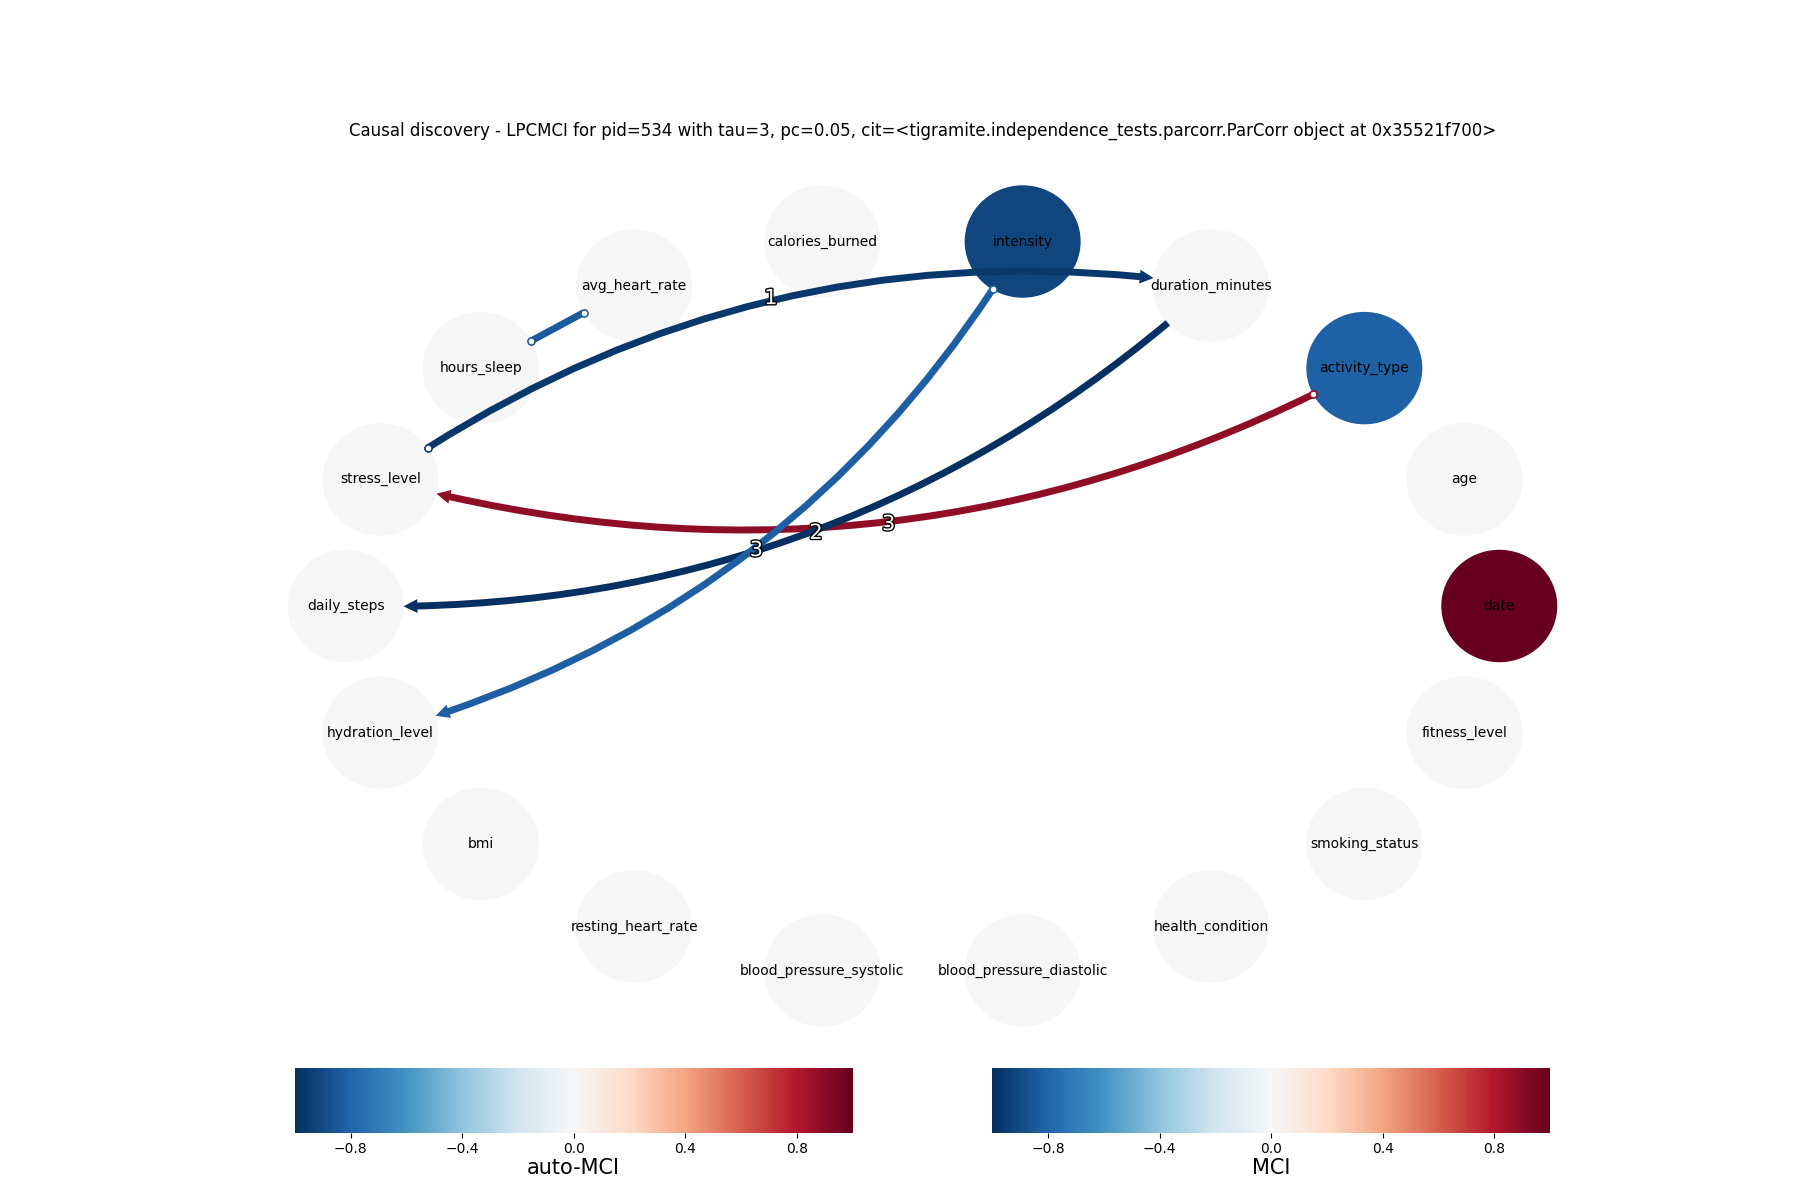 Causal discovery - LPCMCI for pid=534 with tau=3, pc=0.05, cit=<tigramite.independence_tests.parcorr.ParCorr object at 0x35521f700>
calories_burned
intensity
avg_heart_rate
duration_minutes
1
hours_sleep
activity_type
stress_level
age
3
2
3
daily_steps
date
hydration_level
fitness_level
bmi
smoking_status
resting_heart_rate
health_condition
blood_pressure_systolic
blood_pressure_diastolic
−0.8 −0.4 0.0 0.4 0.8
auto-MCI
−0.8 −0.4 0.0 0.4 0.8
MCI